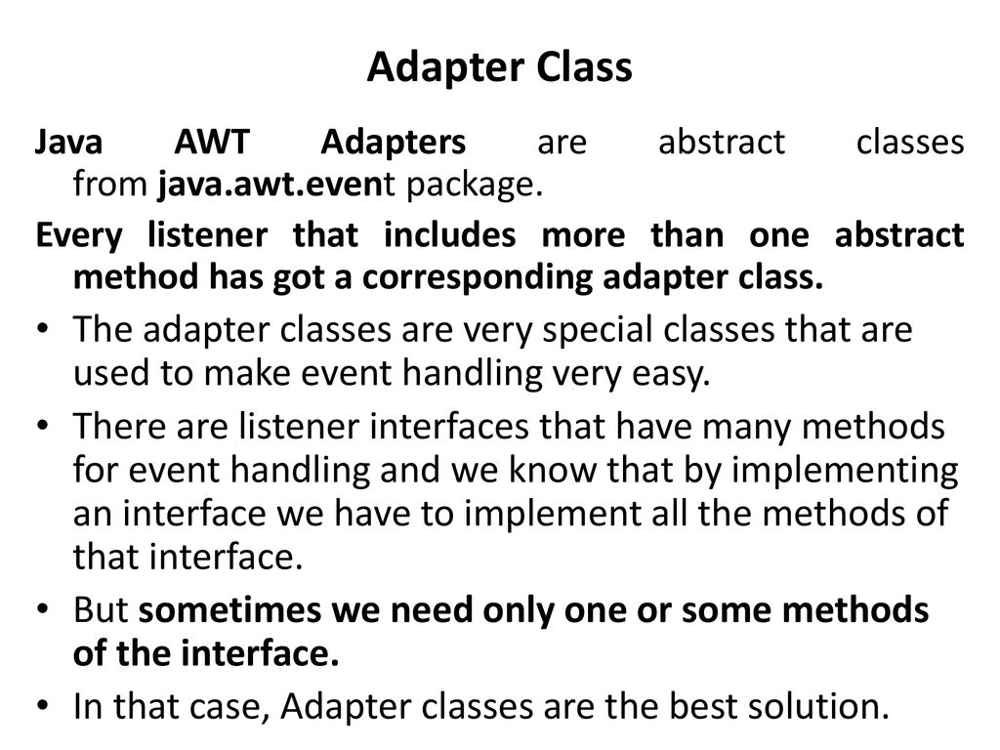 Adapter Class
Java AWT Adapters are abstract classes
from java.awt.event package.
Every listener that includes more than one abstract
method has got a corresponding adapter class.
• The adapter classes are very special classes that are
used to make event handling very easy.
• There are listener interfaces that have many methods
for event handling and we know that by implementing
an interface we have to implement all the methods of
that interface.
• But sometimes we need only one or some methods
of the interface.
• In that case, Adapter classes are the best solution.